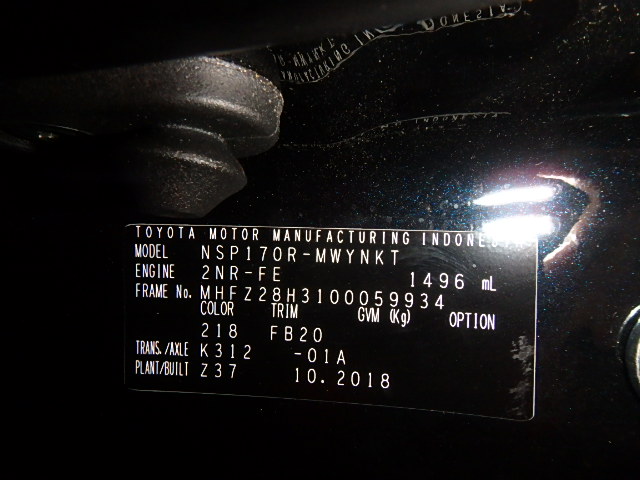 DONESIA
TOYOTA MOTOR MANUFACTURING INDONESIA
MODEL NSP170R-MWYNKT
ENGINE 2NR-FE 1496 mL
FRAME No. MHFZ28H3100059934
COLOR TRIM GVM (Kg) OPTION
218 FB20
TRANS./AXLE K312 -01A
PLANT/BUILT Z37 10.2018